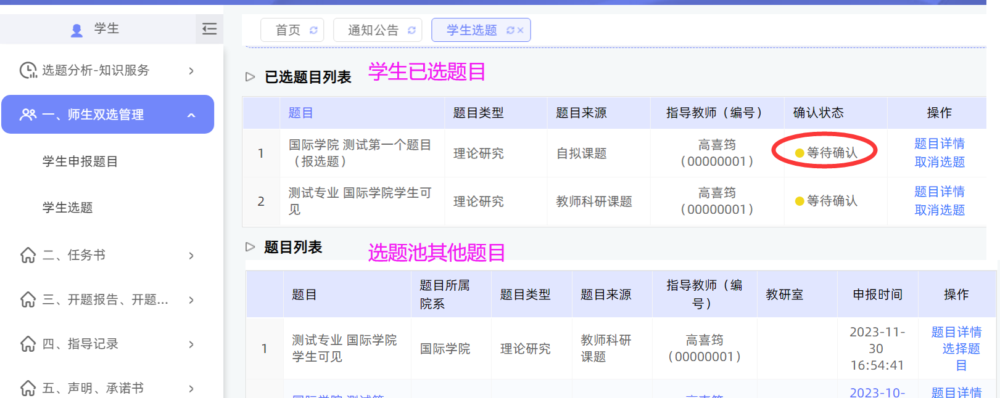 学生
首页
通知公告
学生选题
选题分析-知识服务
一、师生双选管理
学生申报题目
学生选题
二、任务书
三、开题报告、开题...
四、指导记录
五、声明、承诺书
已选题目列表
学生已选题目
题目 题目类型 题目来源 指导教师（编号） 确认状态 操作
1 国际学院 测试第一个题目（报选题） 理论研究 自拟课题 高喜筠（00000001） 等待确认 题目详情 取消选题
2 测试专业 国际学院学生可见 理论研究 教师科研课题 高喜筠（00000001） 等待确认 题目详情 取消选题
题目列表
选题池其他题目
题目 题目所属院系 题目类型 题目来源 指导教师（编号） 教研室 申报时间 操作
1 测试专业 国际学院学生可见 国际学院 理论研究 教师科研课题 高喜筠（00000001） 2023-11-30 16:54:41 题目详情 选择题目
2023-10- 题目详情